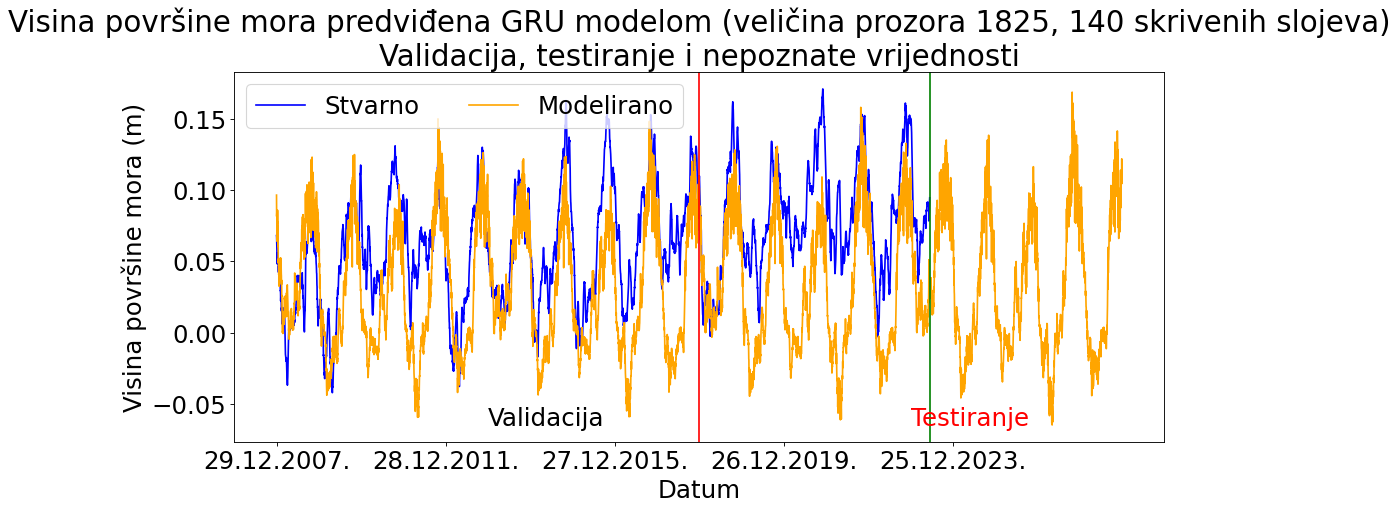 Visina površine mora predviđena GRU modelom (veličina prozora 1825, 140 skrivenih slojeva)
Validacija, testiranje i nepoznate vrijednosti
Stvarno
Modelirano
Visina površine mora (m)
0.15
0.10
0.05
0.00
−0.05
Validacija
Testiranje
29.12.2007.
28.12.2011.
27.12.2015.
26.12.2019.
25.12.2023.
Datum